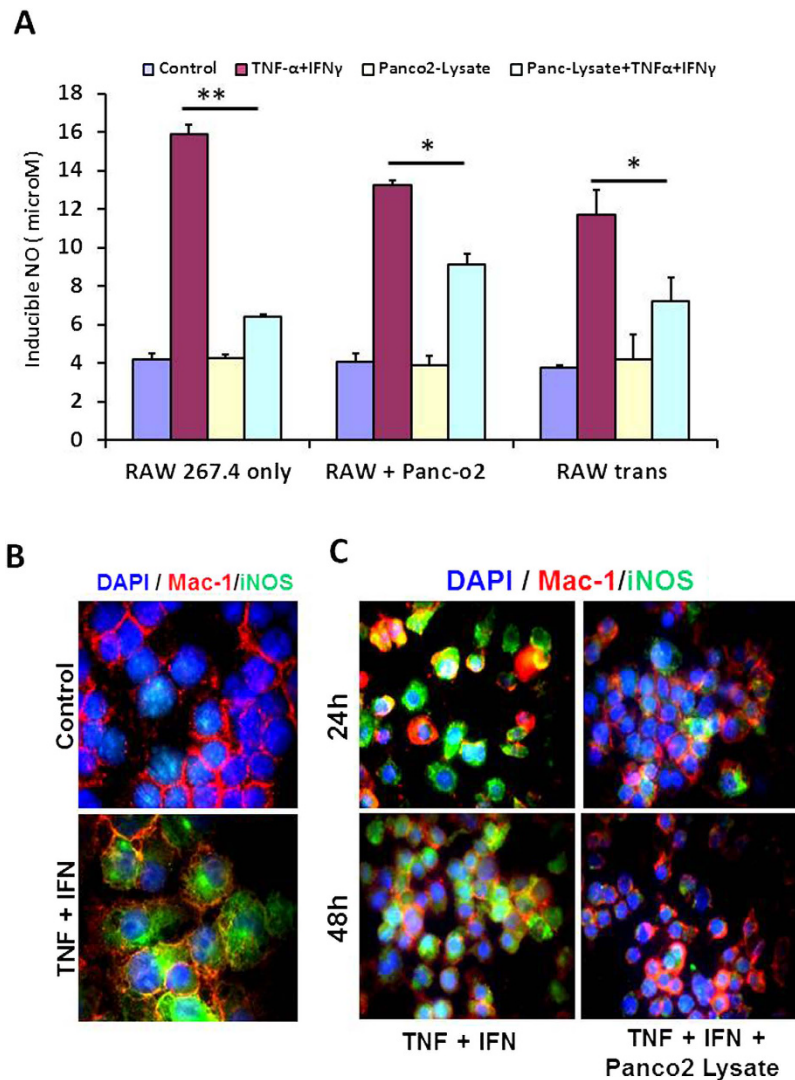 A
Control TNF-α+IFNγ Panco2-Lysate Panc-Lysate+TNFα+IFNγ
Inducible NO ( microM)
18
16
14
12
10
8
6
4
2
0
** * *
RAW 267.4 only RAW + Panc-o2 RAW trans
B
DAPI / Mac-1/iNOS
Control
TNF + IFN
C
DAPI / Mac-1/iNOS
24h
48h
TNF + IFN
TNF + IFN +
Panco2 Lysate